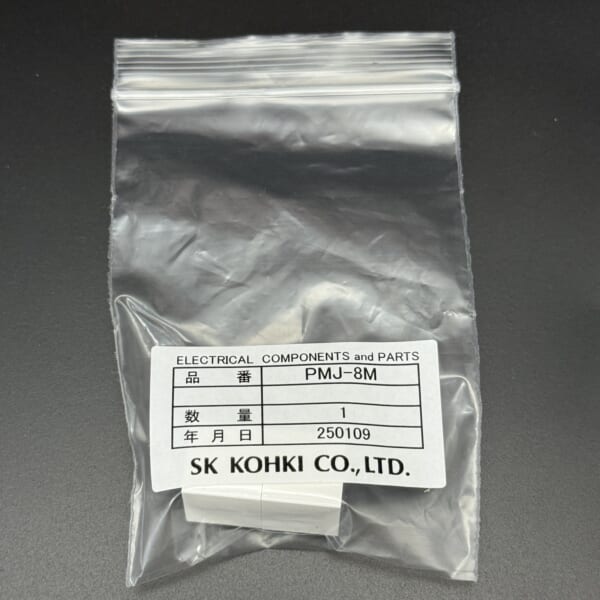 ELECTRICAL COMPONENTS and PARTS
品番 PMJ-8M
数量 1
年月日 250109
SK KOHKI CO.,LTD.